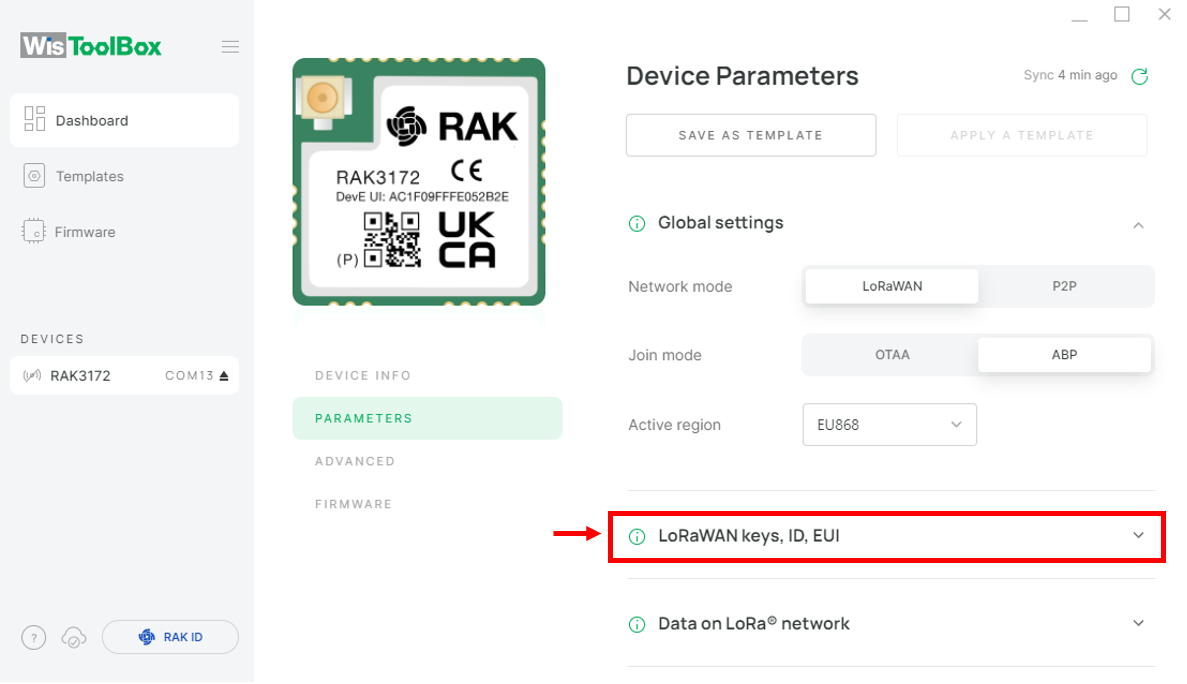 WisToolBox
Dashboard
Templates
Firmware
DEVICES
RAK3172 COM13
?
RAK ID
RAK
RAK3172
CE
DevE UI: AC1F09FFFE052B2E
UK
CA
(P)
DEVICE INFO
PARAMETERS
ADVANCED
FIRMWARE
Device Parameters
Sync 4 min ago
SAVE AS TEMPLATE
APPLY A TEMPLATE
Global settings
Network mode LoRaWAN P2P
Join mode OTAA ABP
Active region EU868
LoRaWAN keys, ID, EUI
Data on LoRa® network